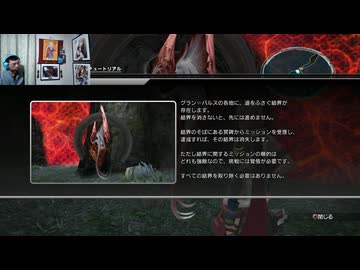 チュートリアル
グラン＝パルスの各地に、道をふさぐ結界が
存在します。
結界を消さないと、先には進めません。
結界のそばにある冥碑からミッションを受理し、
達成すれば、その結界は消失します。
ただし結界に関するミッションの標的は
どれも強敵なので、挑戦には覚悟が必要です。
すべての結界を取り除く必要はありません。
閉じる